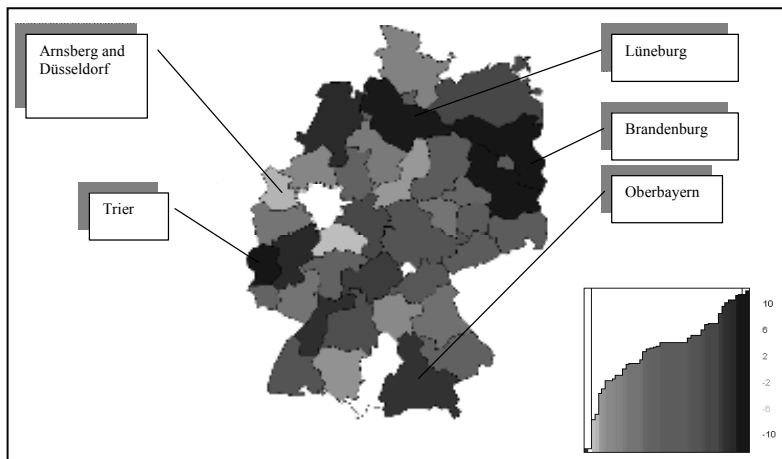 Arnsberg and
Düsseldorf
Lüneburg
Brandenburg
Oberbayern
Trier
10
6
2
-2
-6
-10